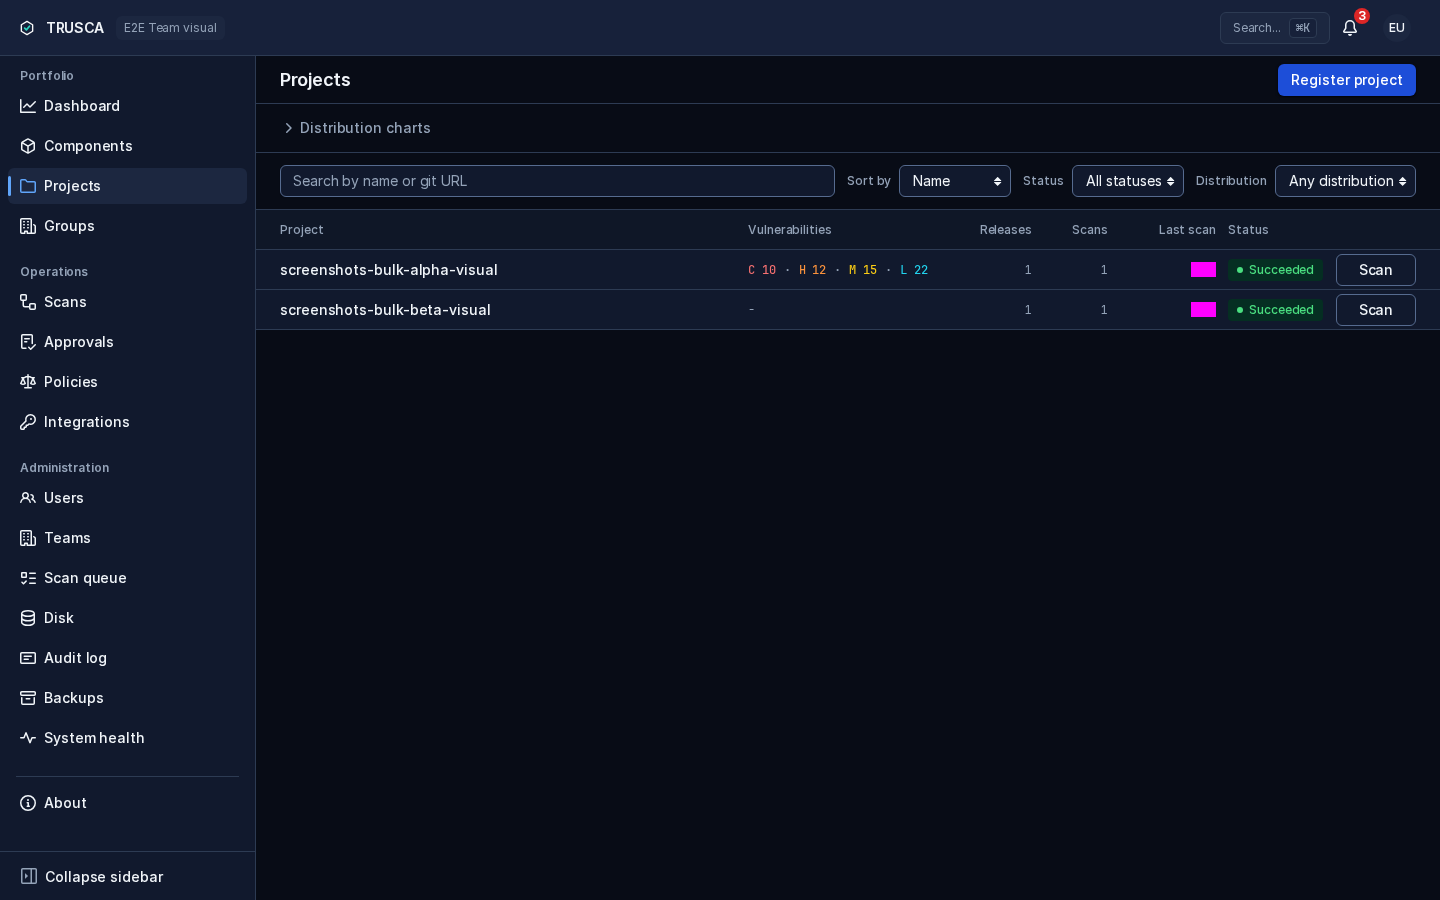 TRUSCA E2E Team visual Search... ⌘K 3 EU
Portfolio
Dashboard
Components
Projects
Groups
Operations
Scans
Approvals
Policies
Integrations
Administration
Users
Teams
Scan queue
Disk
Audit log
Backups
System health
About
Collapse sidebar
Projects Register project
Distribution charts
Search by name or git URL Sort by Name Status All statuses Distribution Any distribution
Project Vulnerabilities Releases Scans Last scan Status
screenshots-bulk-alpha-visual C 10 · H 12 · M 15 · L 22 1 1 Succeeded Scan
screenshots-bulk-beta-visual - 1 1 Succeeded Scan